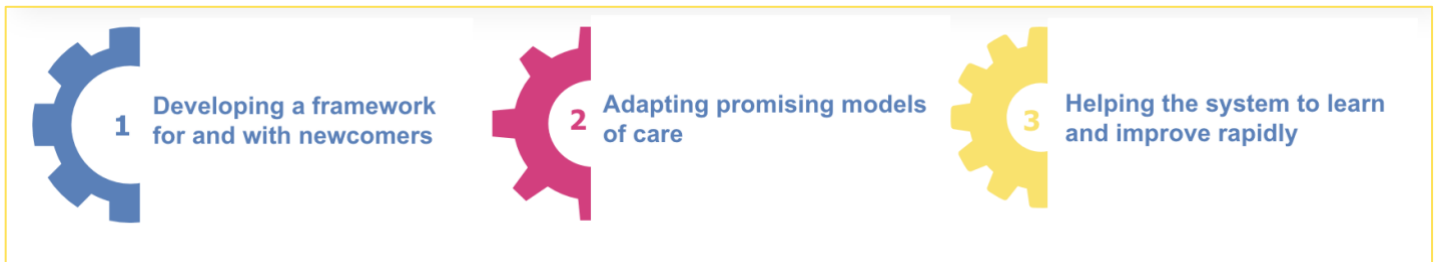 1
Developing a framework
for and with newcomers
2
Adapting promising models
of care
3
Helping the system to learn
and improve rapidly